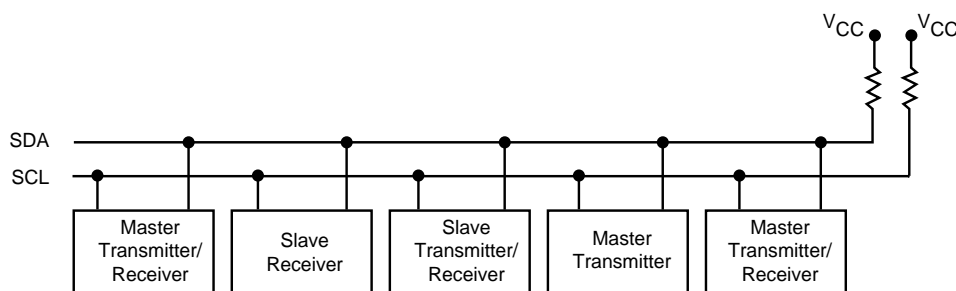 VCC VCC
SDA
SCL
Master
Transmitter/
Receiver
Slave
Receiver
Slave
Transmitter/
Receiver
Master
Transmitter
Master
Transmitter/
Receiver